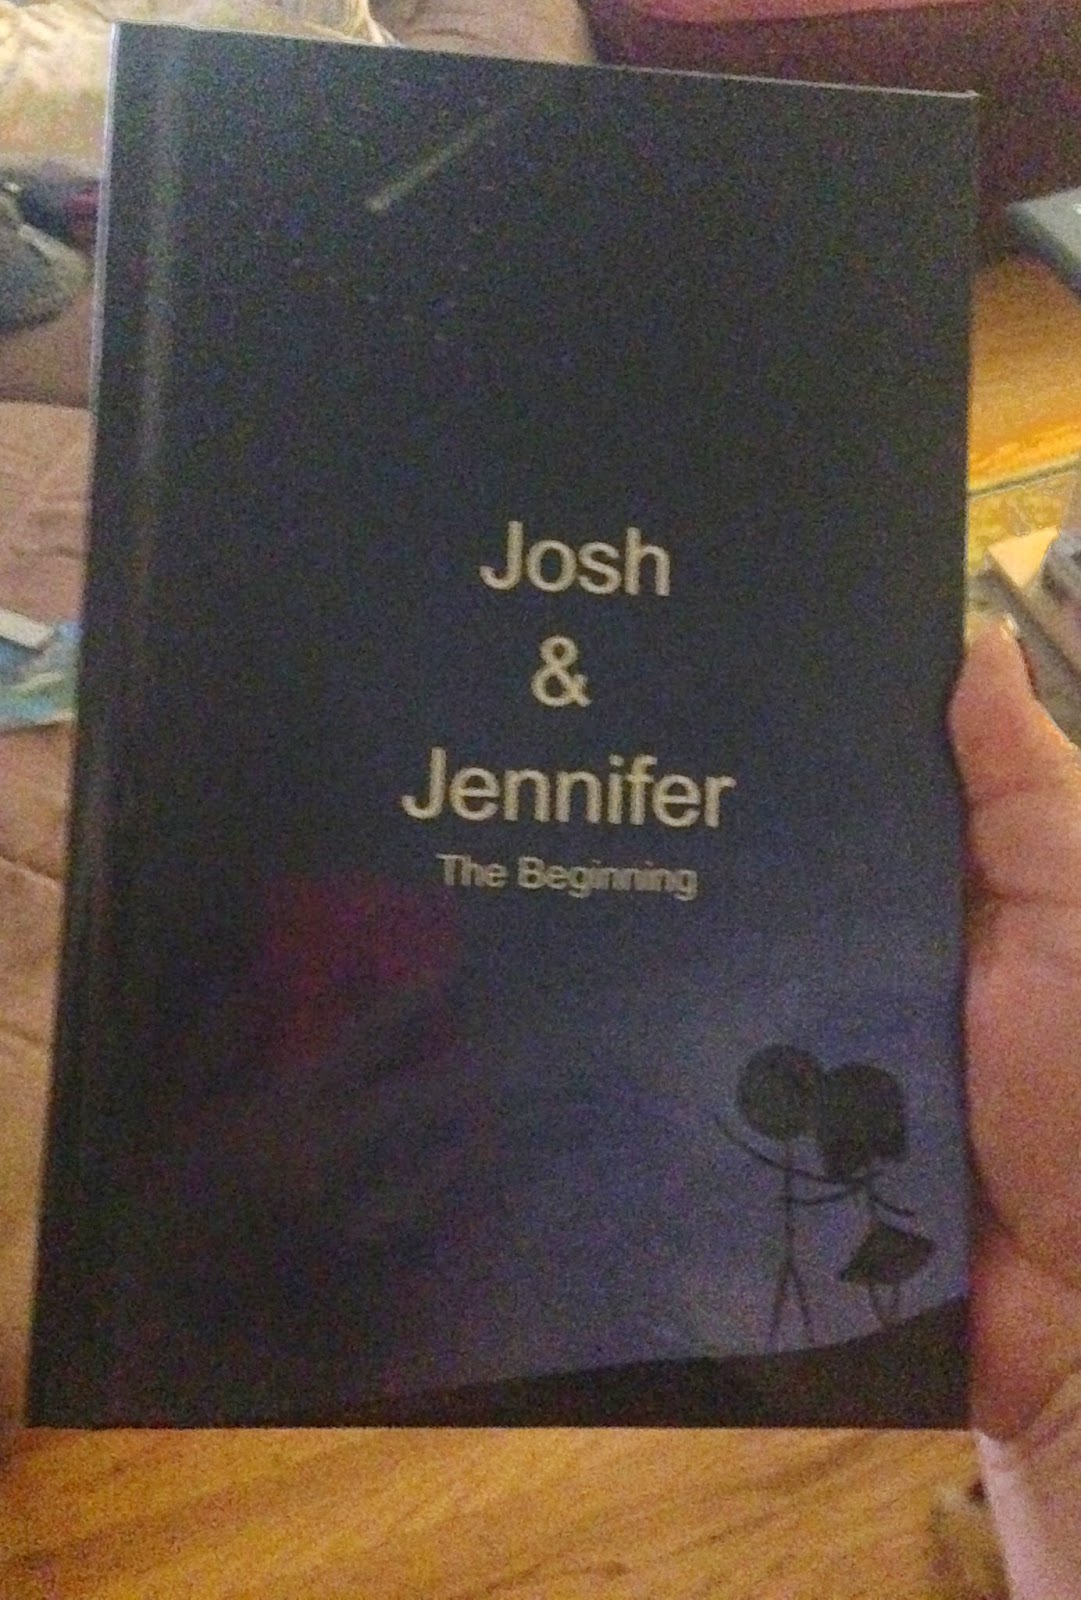 Josh
&
Jennifer
The Beginning